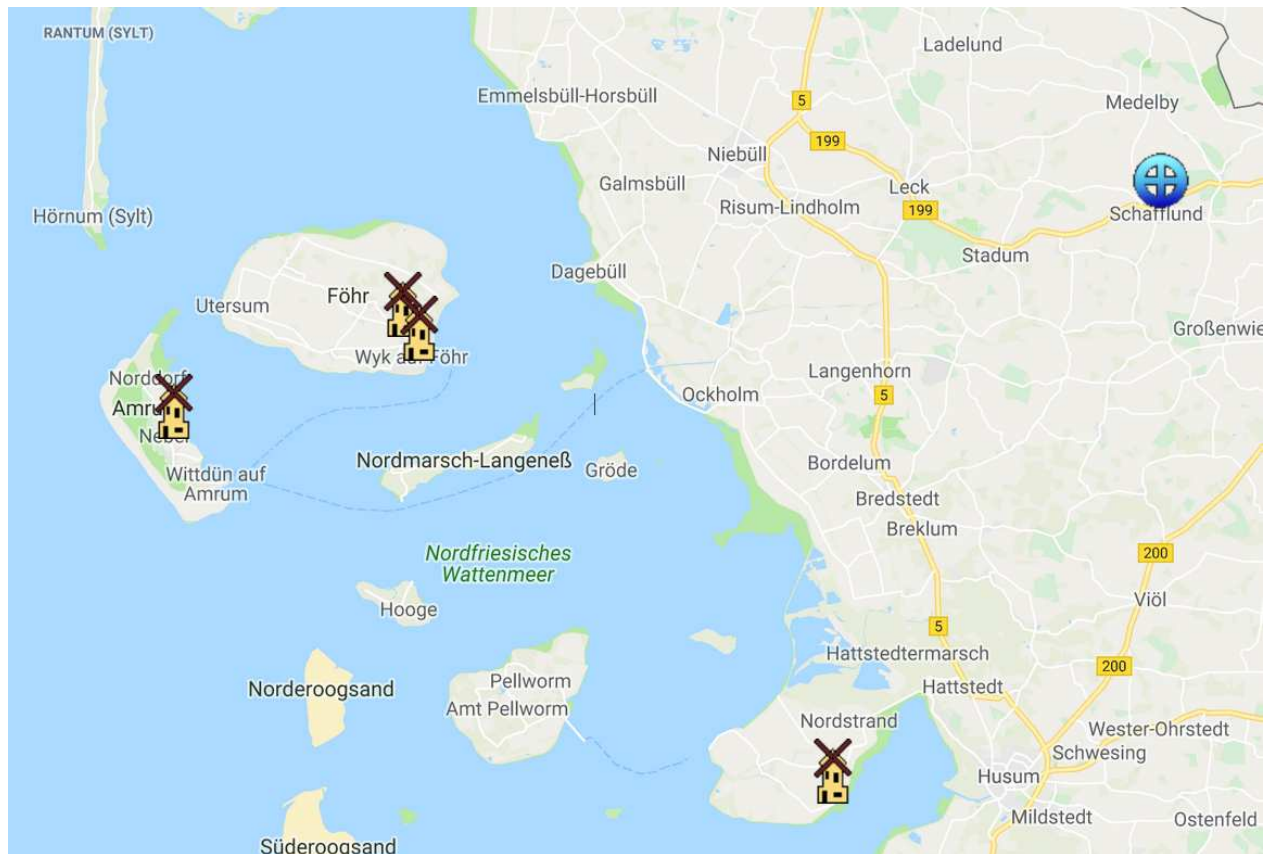 RANTUM (SYLT)
Ladelund
Emmelsbüll-Horsbüll
5
Medelby
199
Niebüll
Galmsbüll
Leck
Risum-Lindholm
199
Schafflund
Hörnum (Sylt)
Stadum
Dagebüll
Föhr
Utersum
Großenwie
Wyk auf Föhr
Norddorf
Langenhorn
Ockholm
5
Amru
Nebel
Nordmarsch-Langeneß
Gröde
Bordelum
Wittdün auf
Amrum
Bredstedt
Breklum
Nordfriesisches
Wattenmeer
200
Hooge
Viöl
5
Hattstedtermarsch
200
Norderoogsand
Pellworm
Amt Pellworm
Hattstedt
Nordstrand
Wester-Ohrstedt
Schwesing
Husum
Mildstedt
Ostenfeld
Süderoogsand